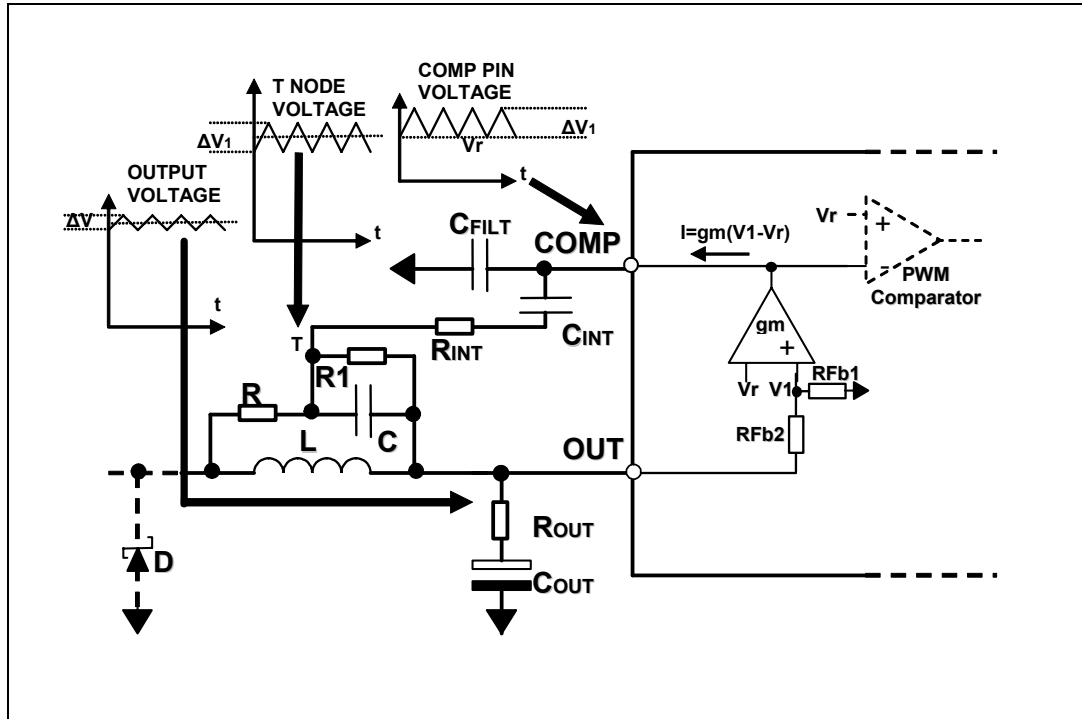 T NODE
VOLTAGE
ΔV1
COMP PIN
VOLTAGE
ΔV1
Vr
t
OUTPUT
VOLTAGE
ΔV
t
t
CFILT
COMP
I=gm(V1-Vr)
Vr
+
−
PWM
Comparator
T
RINT
CINT
gm
+
R1
R
Vr
V1
RFb1
L
C
OUT
RFb2
ROUT
D
COUT